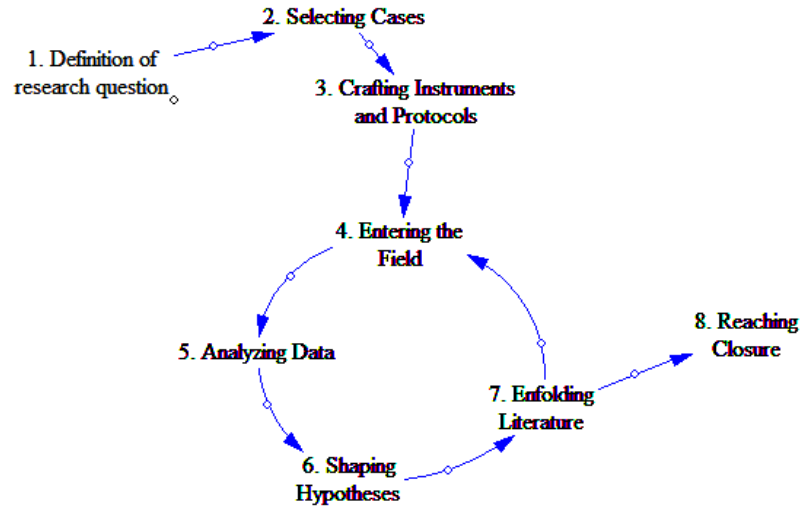 1. Definition of
research question
2. Selecting Cases
3. Crafting Instruments
and Protocols
4. Entering the
Field
5. Analyzing Data
6. Shaping
Hypotheses
7. Enfolding
Literature
8. Reaching
Closure